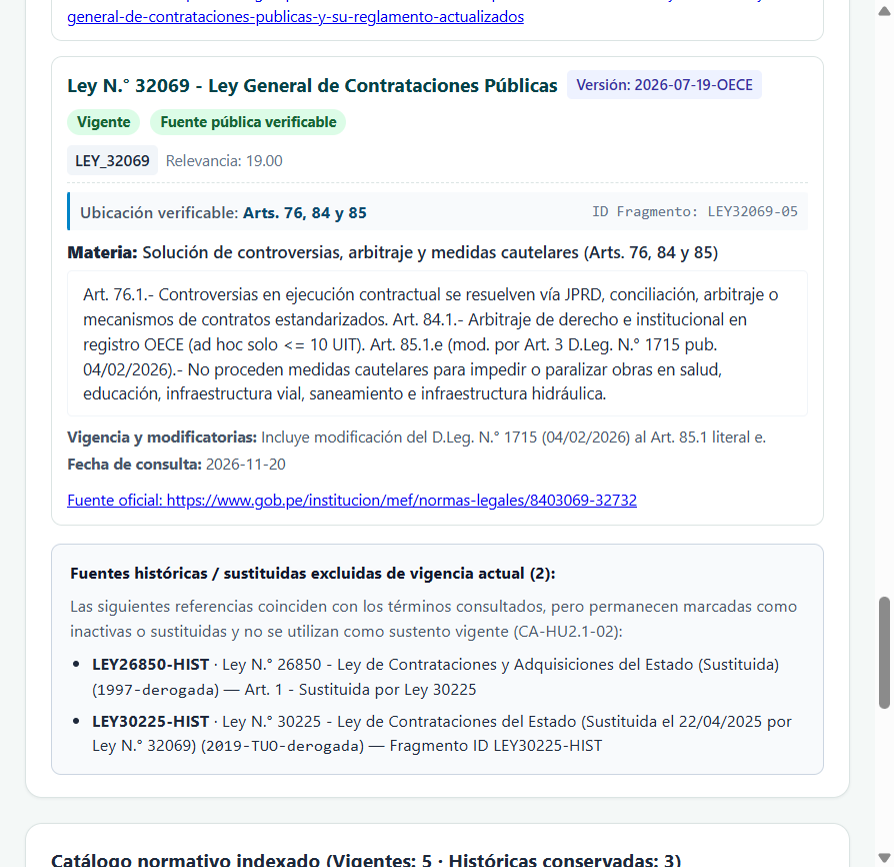 general-de-contrataciones-publicas-y-su-reglamento-actualizados
Ley N.° 32069 - Ley General de Contrataciones Públicas
Versión: 2026-07-19-OECE
Vigente
Fuente pública verificable
LEY_32069
Relevancia: 19.00
Ubicación verificable: Arts. 76, 84 y 85
ID Fragmento: LEY32069-05
Materia: Solución de controversias, arbitraje y medidas cautelares (Arts. 76, 84 y 85)
Art. 76.1.- Controversias en ejecución contractual se resuelven vía JPRD, conciliación, arbitraje o
mecanismos de contratos estandarizados. Art. 84.1.- Arbitraje de derecho e institucional en
registro OECE (ad hoc solo <= 10 UIT). Art. 85.1.e (mod. por Art. 3 D.Leg. N.° 1715 pub.
04/02/2026).- No proceden medidas cautelares para impedir o paralizar obras en salud,
educación, infraestructura vial, saneamiento e infraestructura hidráulica.
Vigencia y modificatorias: Incluye modificación del D.Leg. N.° 1715 (04/02/2026) al Art. 85.1 literal e.
Fecha de consulta: 2026-11-20
Fuente oficial: https://www.gob.pe/institucion/mef/normas-legales/8403069-32732
Fuentes históricas / sustituidas excluidas de vigencia actual (2):
Las siguientes referencias coinciden con los términos consultados, pero permanecen marcadas como
inactivas o sustituidas y no se utilizan como sustento vigente (CA-HU2.1-02):
• LEY26850-HIST · Ley N.° 26850 - Ley de Contrataciones y Adquisiciones del Estado (Sustituida)
(1997-derogada) — Art. 1 - Sustituida por Ley 30225
• LEY30225-HIST · Ley N.° 30225 - Ley de Contrataciones del Estado (Sustituida el 22/04/2025 por
Ley N.° 32069) (2019-TUO-derogada) — Fragmento ID LEY30225-HIST
Catálogo normativo indexado (Vigentes: 5 · Históricas conservadas: 3)